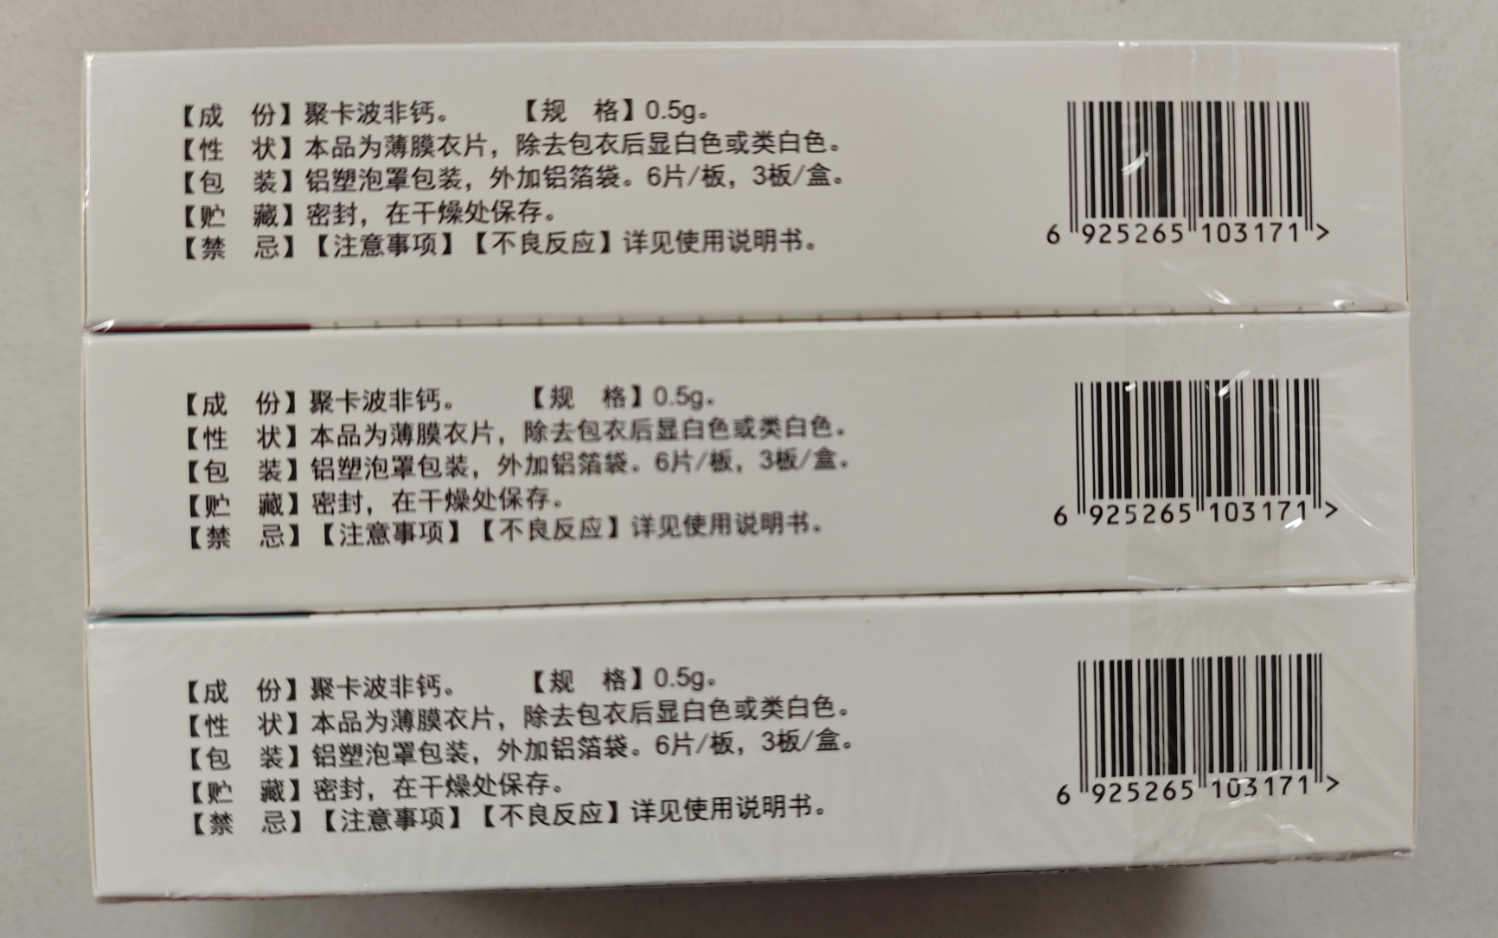 【成 份】聚卡波非钙。 【规 格】0.5g。
【性 状】本品为薄膜衣片，除去包衣后显白色或类白色。
【包 装】铝塑泡罩包装，外加铝箔袋。6片/板，3板/盒。
【贮 藏】密封，在干燥处保存。
【禁 忌】【注意事项】【不良反应】详见使用说明书。
6 925265 103171 >
【成 份】聚卡波非钙。 【规 格】0.5g。
【性 状】本品为薄膜衣片，除去包衣后显白色或类白色。
【包 装】铝塑泡罩包装，外加铝箔袋。6片/板，3板/盒。
【贮 藏】密封，在干燥处保存。
【禁 忌】【注意事项】【不良反应】详见使用说明书。
6 925265 103171 >
【成 份】聚卡波非钙。 【规 格】0.5g。
【性 状】本品为薄膜衣片，除去包衣后显白色或类白色。
【包 装】铝塑泡罩包装，外加铝箔袋。6片/板，3板/盒。
【贮 藏】密封，在干燥处保存。
【禁 忌】【注意事项】【不良反应】详见使用说明书。
6 925265 103171 >